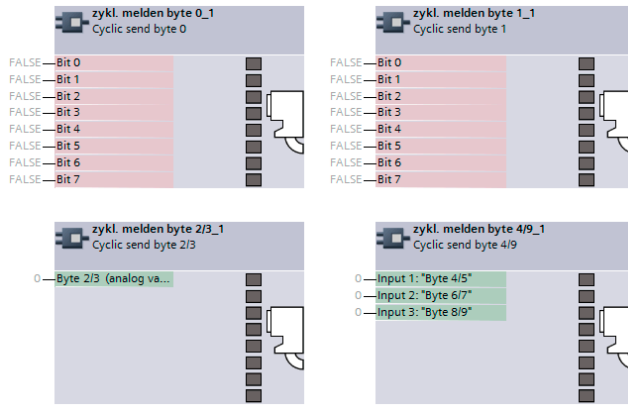 zykl. melden byte 0_1
Cyclic send byte 0
FALSE Bit 0
FALSE Bit 1
FALSE Bit 2
FALSE Bit 3
FALSE Bit 4
FALSE Bit 5
FALSE Bit 6
FALSE Bit 7
zykl. melden byte 1_1
Cyclic send byte 1
FALSE Bit 0
FALSE Bit 1
FALSE Bit 2
FALSE Bit 3
FALSE Bit 4
FALSE Bit 5
FALSE Bit 6
FALSE Bit 7
zykl. melden byte 2/3_1
Cyclic send byte 2/3
0 Byte 2/3 (analog va...
zykl. melden byte 4/9_1
Cyclic send byte 4/9
0 Input 1: "Byte 4/5"
0 Input 2: "Byte 6/7"
0 Input 3: "Byte 8/9"